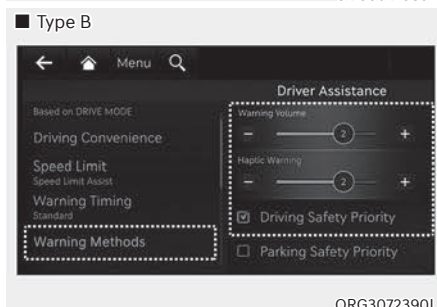 ■ Type B
Menu
Driver Assistance
Based on DRIVE MODE
Driving Convenience
Speed Limit
Speed Limit Assist
Warning Timing
Standard
Warning Methods
Warning Volume
- 2 +
Haptic Warning
- 2 +
Driving Safety Priority
Parking Safety Priority